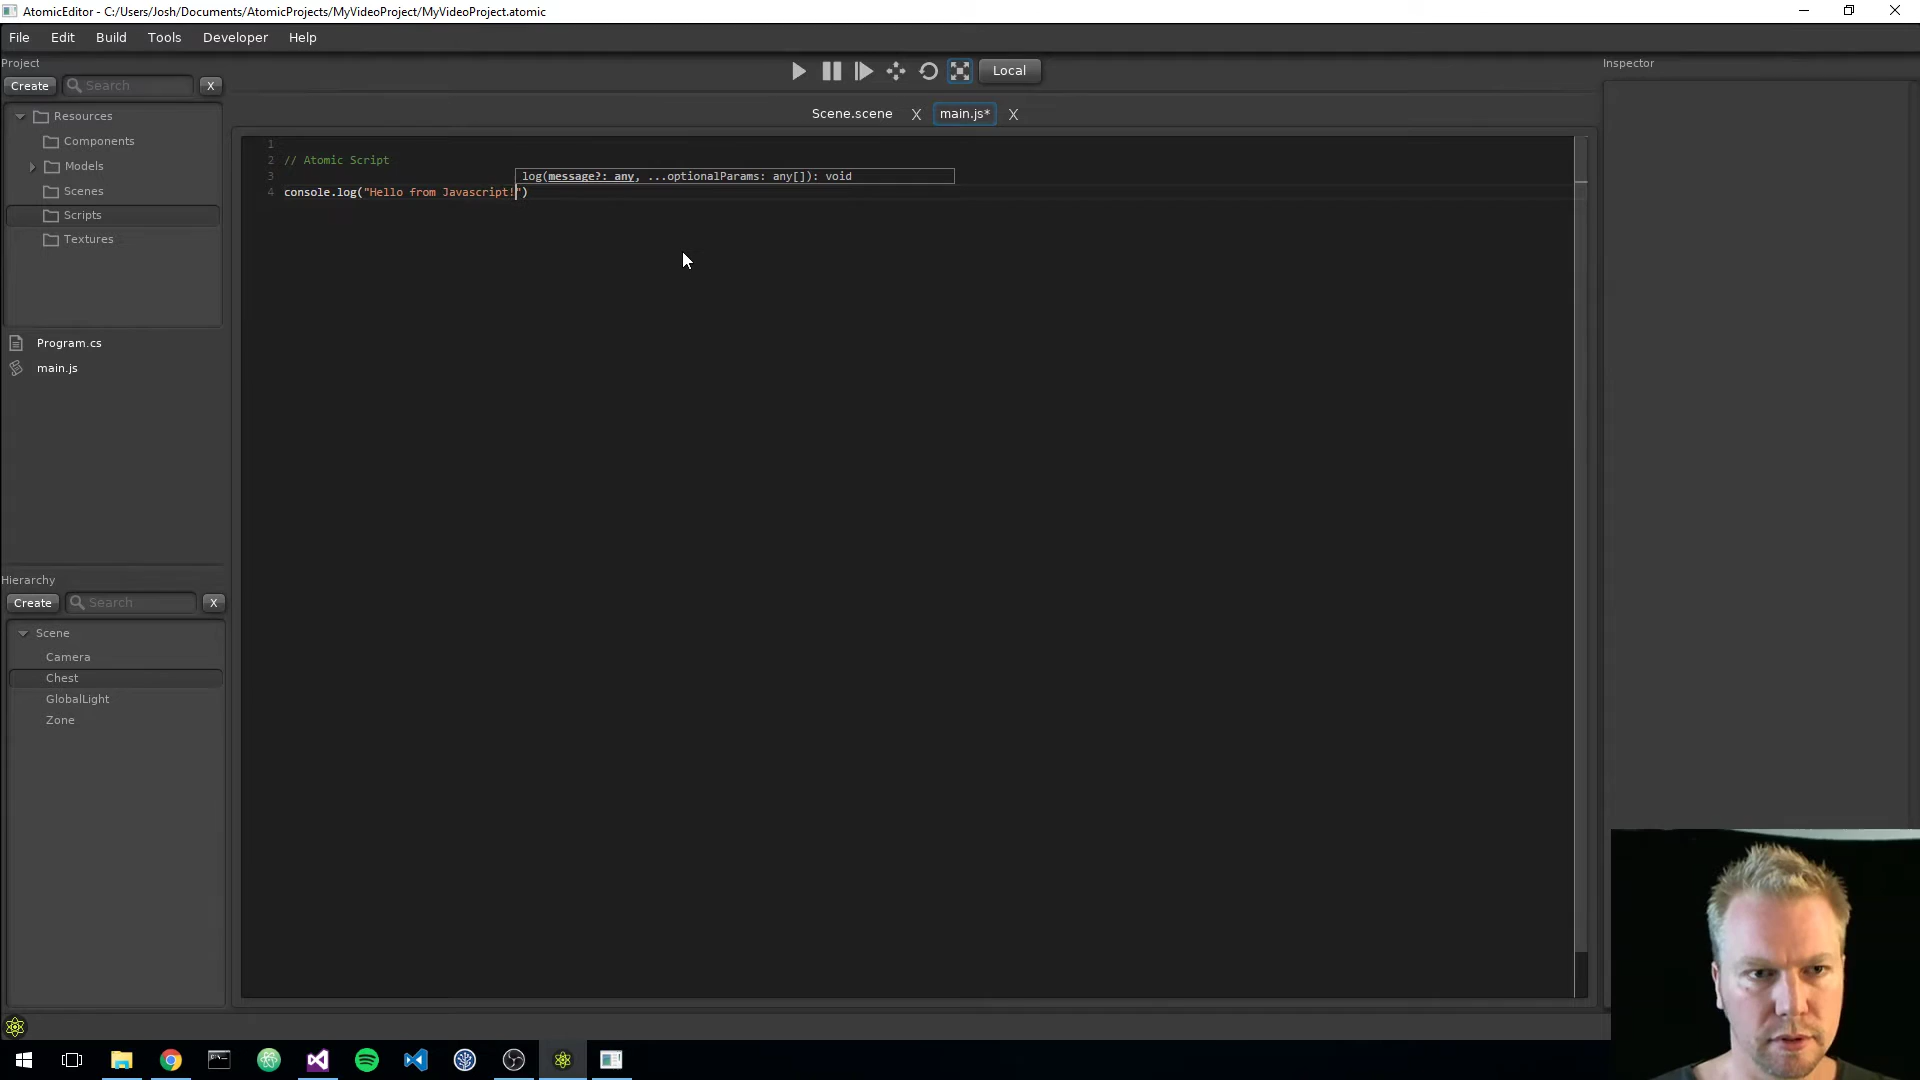 AtomicEditor - C:/Users/Josh/Documents/AtomicProjects/MyVideoProject/MyVideoProject.atomic
File Edit Build Tools Developer Help
Project
Inspector
Create Search X
Local
Resources
Components
Models
Scenes
Scripts
Textures
Program.cs
main.js
Scene.scene X main.js* X
1
2 // Atomic Script
3 log(message?: any, ...optionalParams: any[]): void
4 console.log("Hello from Javascript!")
Hierarchy
Create Search X
Scene
Camera
Chest
GlobalLight
Zone